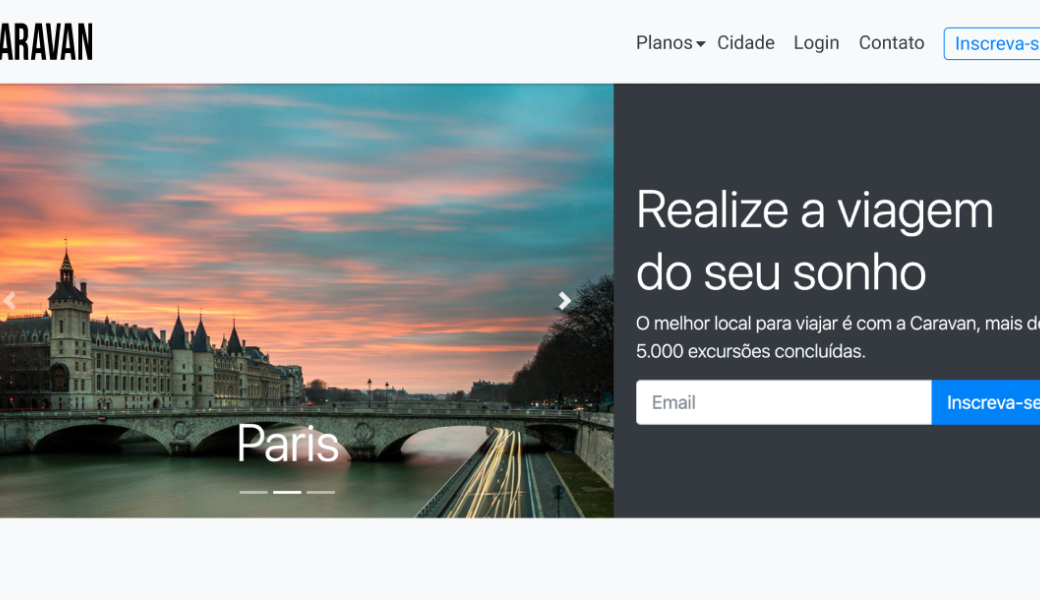 ARAVAN
Planos Cidade Login Contato Inscreva-s
Realize a viagem
do seu sonho
O melhor local para viajar é com a Caravan, mais de
5.000 excursões concluídas.
Email Inscreva-se
Paris